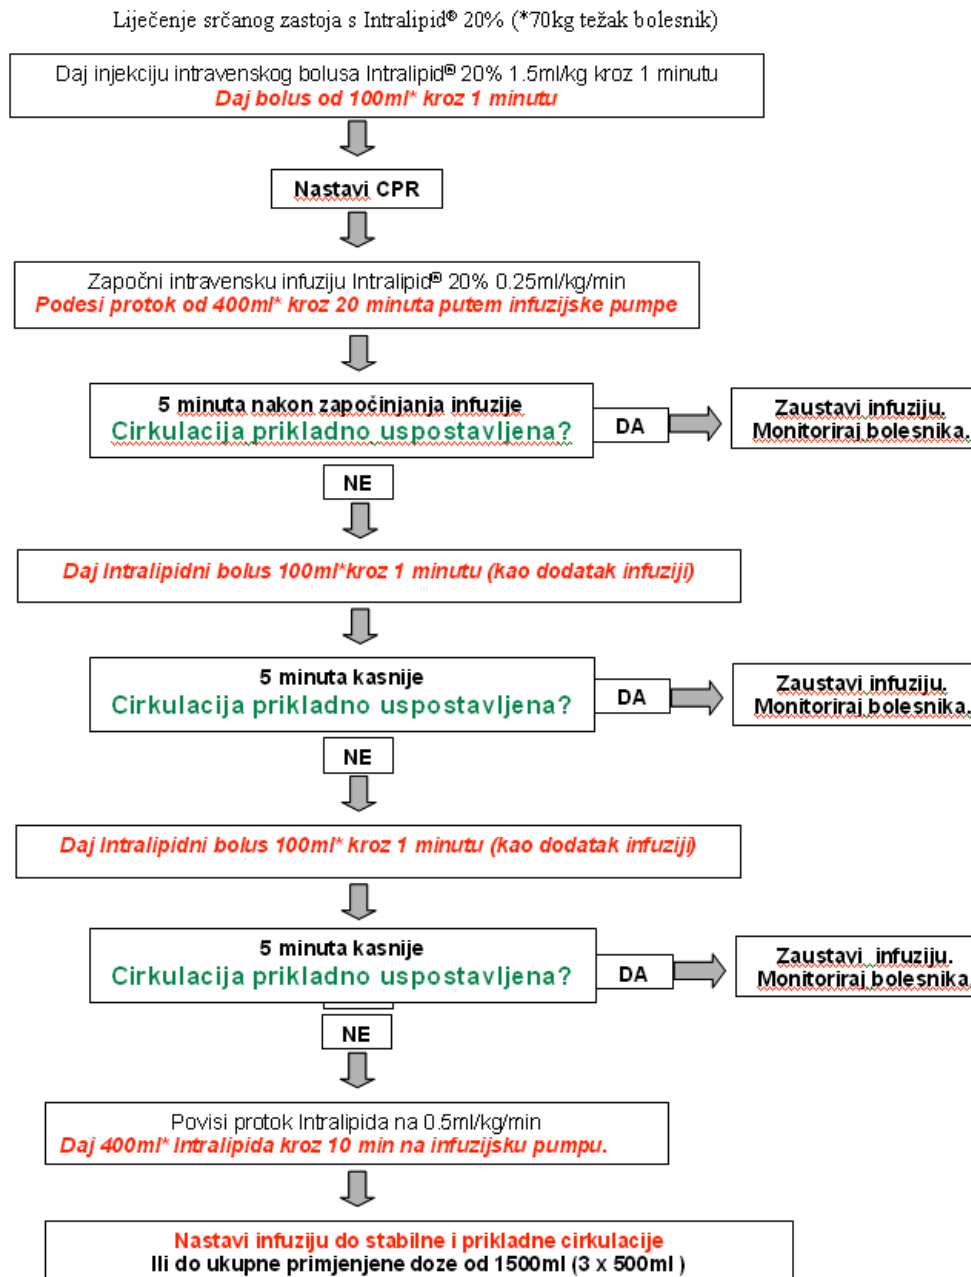 Liječenje srčanog zastoja s Intralipid® 20% (*70kg težak bolesnik)
Daj injekciju intravenskog bolusa Intralipid® 20% 1.5ml/kg kroz 1 minutu
Daj bolus od 100ml* kroz 1 minutu
Nastavi CPR
Započni intravensku infuziju Intralipid® 20% 0.25ml/kg/min
Podesi protok od 400ml* kroz 20 minuta putem infuzijske pumpe
5 minuta nakon započinjanja infuzije
Cirkulacija prikladno uspostavljena?
DA
Zaustavi infuziju.
Monitoriraj bolesnika.
NE
Daj Intralipidni bolus 100ml*kroz 1 minutu (kao dodatak infuziji)
5 minuta kasnije
Cirkulacija prikladno uspostavljena?
DA
Zaustavi infuziju.
Monitoriraj bolesnika.
NE
Daj Intralipidni bolus 100ml* kroz 1 minutu (kao dodatak infuziji)
5 minuta kasnije
Cirkulacija prikladno uspostavljena?
DA
Zaustavi infuziju.
Monitoriraj bolesnika.
NE
Povisi protok Intralipida na 0.5ml/kg/min
Daj 400ml* Intralipida kroz 10 min na infuzijsku pumpu.
Nastavi infuziju do stabilne i prikladne cirkulacije
Ili do ukupne primjenjene doze od 1500ml (3 x 500ml )